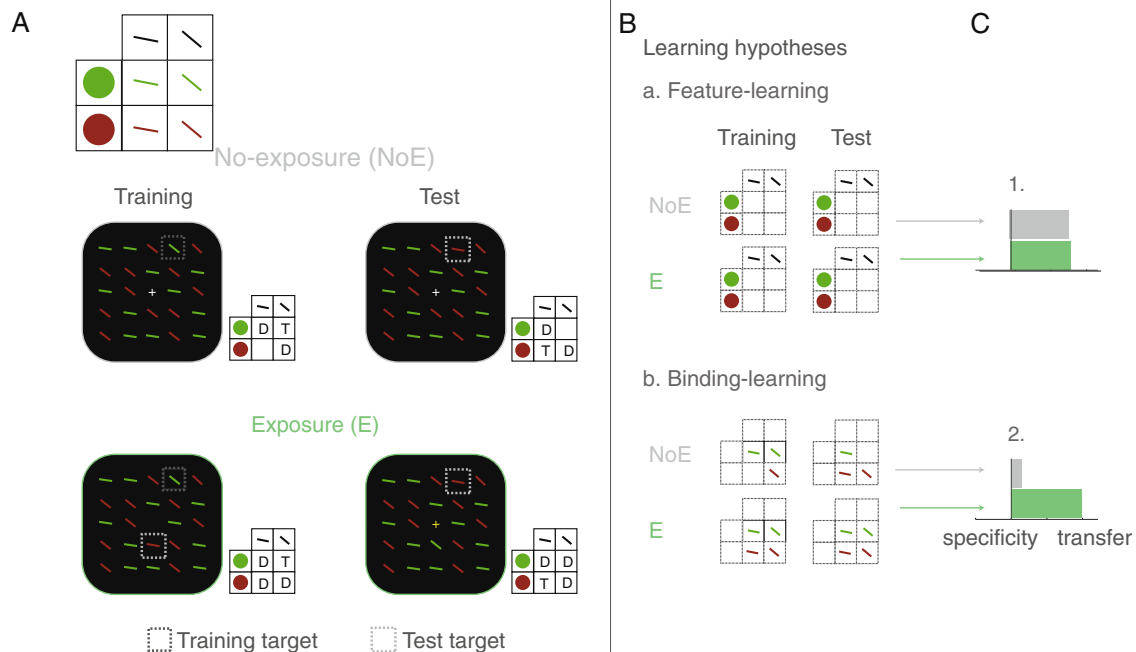 A
No-exposure (NoE)
Training
Test
D T
D
D
T D
Exposure (E)
D T
D D
D D
T D
Training target
Test target
B
C
Learning hypotheses
a. Feature-learning
Training
Test
NoE
1.
E
b. Binding-learning
NoE
2.
E
specificity
transfer